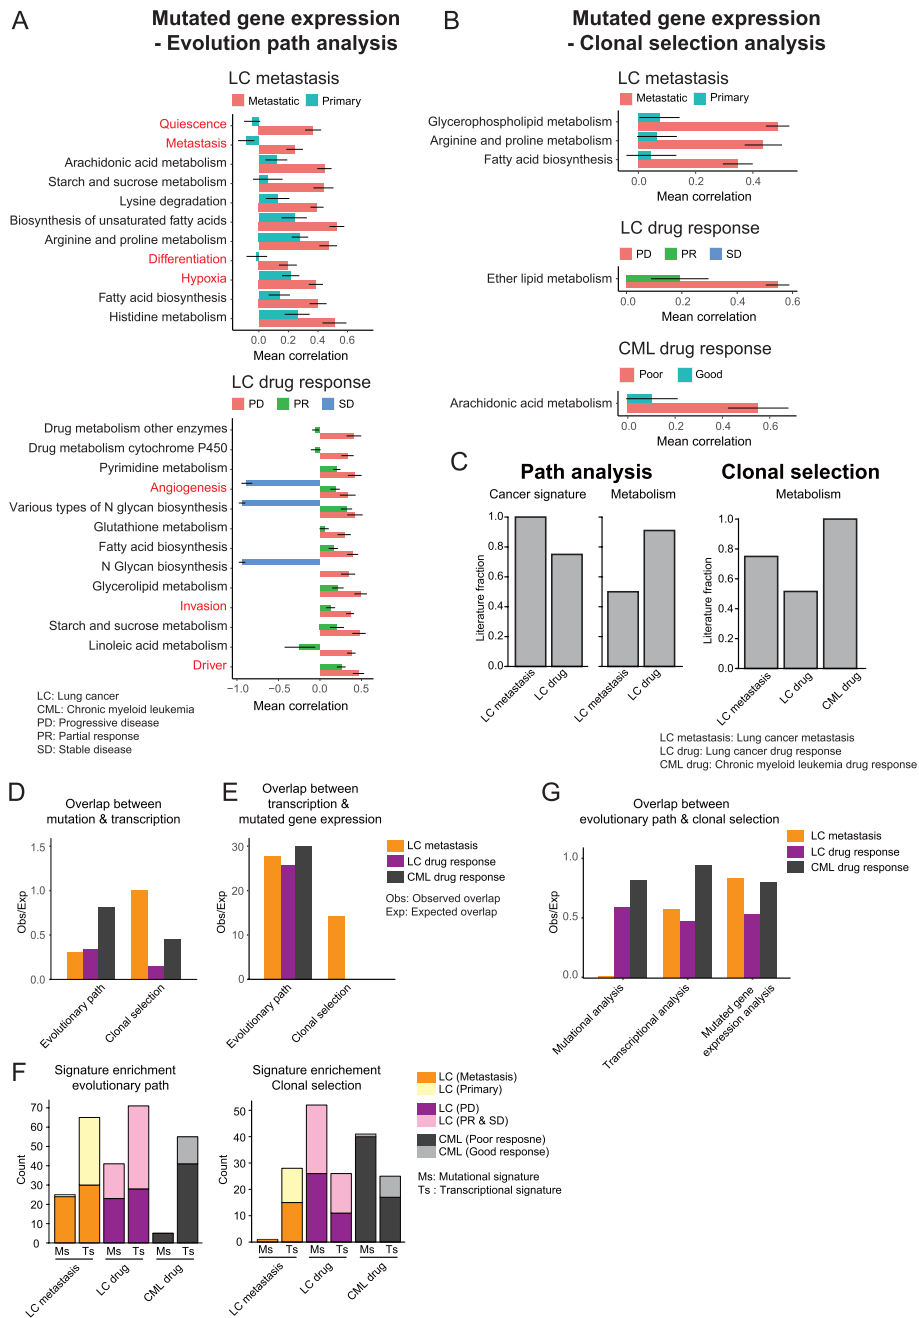 A
Mutated gene expression
- Evolution path analysis
LC metastasis
Metastatic Primary
Quiescence
Metastasis
Arachidonic acid metabolism
Starch and sucrose metabolism
Lysine degradation
Biosynthesis of unsaturated fatty acids
Arginine and proline metabolism
Differentiation
Hypoxia
Fatty acid biosynthesis
Histidine metabolism
0.0 0.2 0.4 0.6
Mean correlation
LC drug response
PD PR SD
Drug metabolism other enzymes
Drug metabolism cytochrome P450
Pyrimidine metabolism
Angiogenesis
Various types of N glycan biosynthesis
Glutathione metabolism
Fatty acid biosynthesis
N Glycan biosynthesis
Glycerolipid metabolism
Invasion
Starch and sucrose metabolism
Linoleic acid metabolism
Driver
−1.0 −0.5 0.0 0.5
Mean correlation
LC: Lung cancer
CML: Chronic myeloid leukemia
PD: Progressive disease
PR: Partial response
SD: Stable disease
B
Mutated gene expression
- Clonal selection analysis
LC metastasis
Metastatic Primary
Glycerophospholipid metabolism
Arginine and proline metabolism
Fatty acid biosynthesis
0.0 0.2 0.4
Mean correlation
LC drug response
PD PR SD
Ether lipid metabolism
0.0 0.2 0.4 0.6
Mean correlation
CML drug response
Poor Good
Arachidonic acid metabolism
0.0 0.2 0.4 0.6
Mean correlation
C
Path analysis
Cancer signature Metabolism
Literature fraction
1.0
0.8
0.6
0.4
0.2
0.0
LC metastasis
LC drug
LC metastasis
LC drug
Clonal selection
Metabolism
Literature fraction
1.0
0.8
0.6
0.4
0.2
0.0
LC metastasis
LC drug
CML drug
LC metastasis: Lung cancer metastasis
LC drug: Lung cancer drug response
CML drug: Chronic myeloid leukemia drug response
D
Overlap between
mutation & transcription
Obs/Exp
1.5
1.0
0.5
0.0
Evolutionary path
Clonal selection
E
Overlap between
transcription &
mutated gene expression
Obs/Exp
30
20
10
0
Evolutionary path
Clonal selection
LC metastasis
LC drug response
CML drug response
Obs: Observed overlap
Exp: Expected overlap
G
Overlap between
evolutionary path & clonal selection
Obs/Exp
1.0
0.5
0.0
Mutational analysis
Transcriptional analysis
Mutated gene
expression analysis
LC metastasis
LC drug response
CML drug response
F
Signature enrichment
evolutionary path
Count
70
60
50
40
30
20
10
0
Ms Ts Ms Ts Ms Ts
LC metastasis
LC drug
CML drug
Signature enrichement
Clonal selection
Count
50
40
30
20
10
0
Ms Ts Ms Ts Ms Ts
LC metastasis
LC drug
CML drug
LC (Metastasis)
LC (Primary)
LC (PD)
LC (PR & SD)
CML (Poor resposne)
CML (Good response)
Ms: Mutational signature
Ts : Transcriptional signature